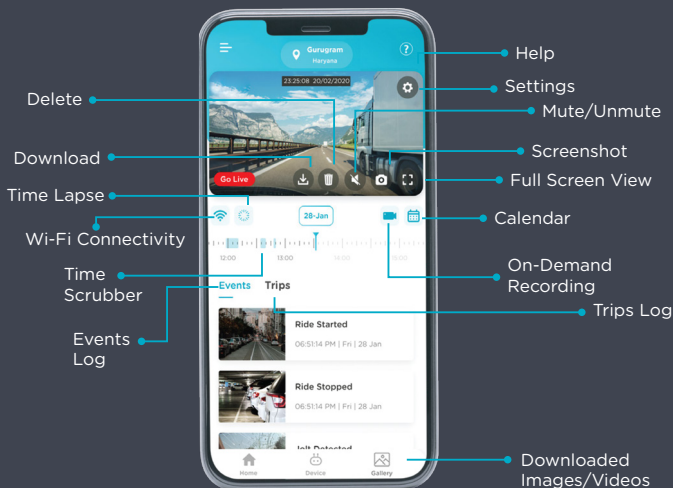 Gurugram
Haryana
?
Help
23:25:08 20/02/2020
Settings
Delete
Mute/Unmute
Download
Screenshot
Go Live
Full Screen View
Time Lapse
28-Jan
Calendar
Wi-Fi Connectivity
12:00 13:00 14:00 15:00
Time
Scrubber
On-Demand
Recording
Events Trips
Trips Log
Events
Log
Ride Started
06:51:14 PM | Fri | 28 Jan
Ride Stopped
06:51:14 PM | Fri | 28 Jan
Jolt Detected
Home Device Gallery
Downloaded
Images/Videos